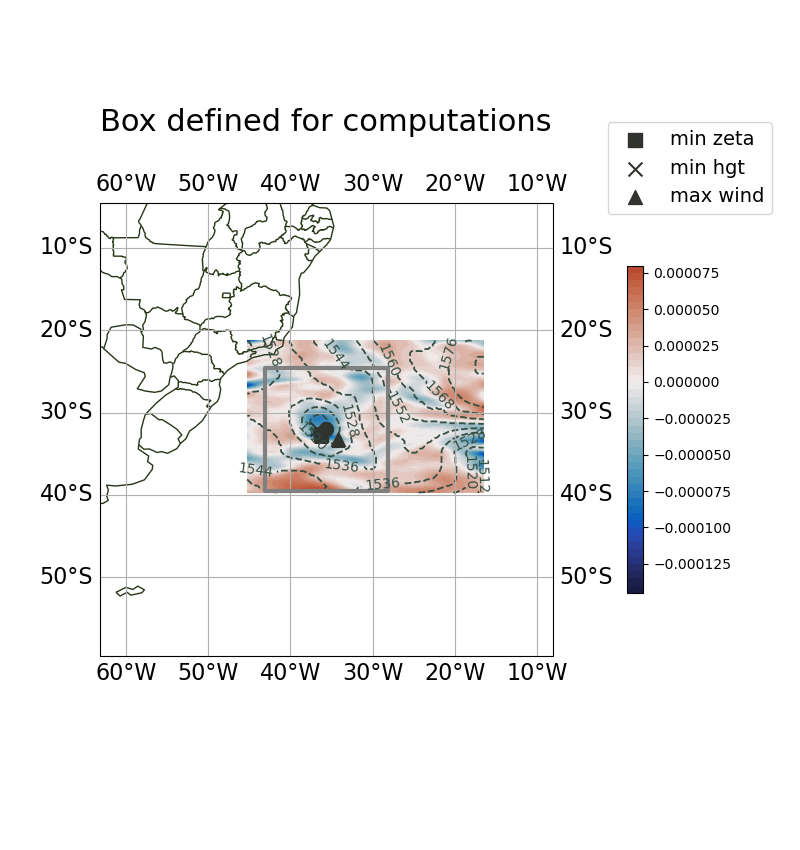 Box defined for computations
min zeta
min hgt
max wind
60°W 50°W 40°W 30°W 20°W 10°W
10°S 10°S
20°S 20°S
30°S 30°S
40°S 40°S
50°S 50°S
60°W 50°W 40°W 30°W 20°W 10°W
0.000075
0.000050
0.000025
0.000000
−0.000025
−0.000050
−0.000075
−0.000100
−0.000125
1528
1544
1560
1576
1568
1552
1528
1528
1536
1544
1536
1520
1512